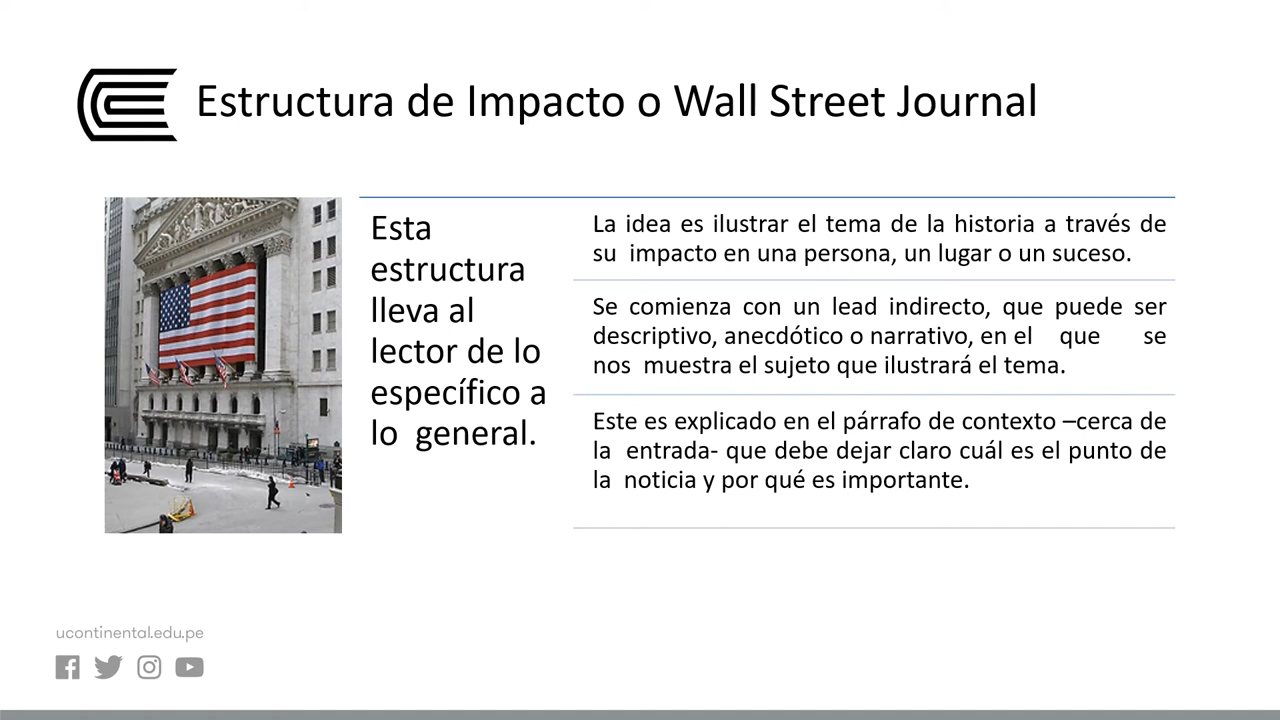 Estructura de Impacto o Wall Street Journal
Esta
estructura
lleva al
lector de lo
específico a
lo general.
La idea es ilustrar el tema de la historia a través de
su impacto en una persona, un lugar o un suceso.
Se comienza con un lead indirecto, que puede ser
descriptivo, anecdótico o narrativo, en el que se
nos muestra el sujeto que ilustrará el tema.
Este es explicado en el párrafo de contexto –cerca de
la entrada- que debe dejar claro cuál es el punto de
la noticia y por qué es importante.
ucontinental.edu.pe